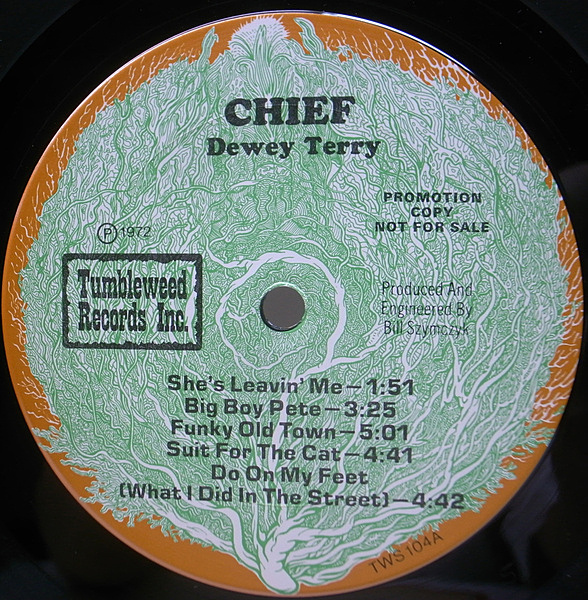 CHIEF
Dewey Terry
PROMOTION
COPY
NOT FOR SALE
Ⓟ 1972
Tumbleweed
Records Inc.
Produced And
Engineered By
Bill Szymczyk
She's Leavin' Me—1:51
Big Boy Pete—3:25
Funky Old Town—5:01
Suit For The Cat—4:41
Do On My Feet
(What I Did In The Street)—4:42
TWS104A